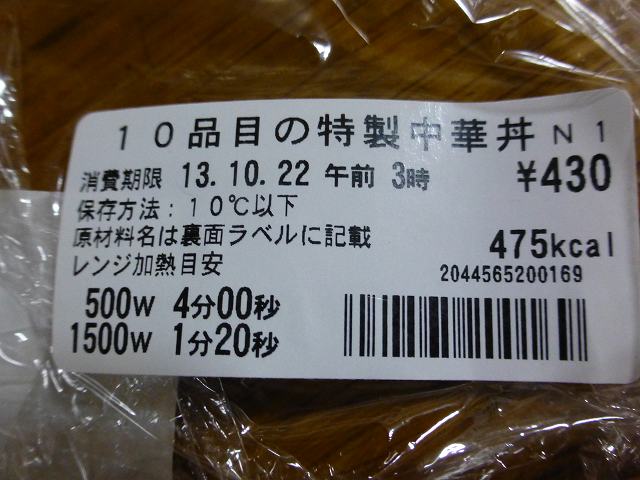 １０品目の特製中華丼Ｎ１
消費期限 13.10.22 午前 3時 ¥430
保存方法：１０℃以下
原材料名は裏面ラベルに記載 475kcal
レンジ加熱目安 2044565200169
500W 4分00秒
1500W 1分20秒